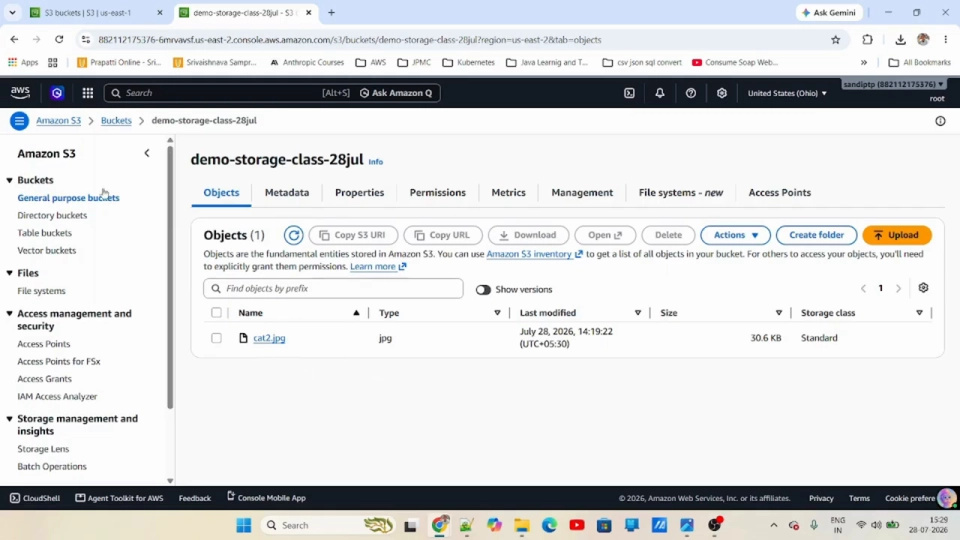 S3 buckets | S3 | us-east-1
demo-storage-class-28jul - S3 |
Ask Gemini
882112175376-6mrvavsf.us-east-2.console.aws.amazon.com/s3/buckets/demo-storage-class-28jul?region=us-east-2&tab=objects
Apps
Prapatti Online - Sri...
Srivaishnava Sampr...
Anthropic Courses
AWS
JPMC
Kubernetes
Java Learnig and T...
csv json sql convert
Consume Soap Web...
All Bookmarks
aws
Search
[Alt+S]
Ask Amazon Q
United States (Ohio)
sandiptp (882112175376)
root
Amazon S3 > Buckets > demo-storage-class-28jul
Amazon S3
Buckets
General purpose buckets
Directory buckets
Table buckets
Vector buckets
Files
File systems
Access management and
security
Access Points
Access Points for FSx
Access Grants
IAM Access Analyzer
Storage management and
insights
Storage Lens
Batch Operations
demo-storage-class-28jul Info
Objects
Metadata
Properties
Permissions
Metrics
Management
File systems - new
Access Points
Objects (1)
Copy S3 URI
Copy URL
Download
Open
Delete
Actions
Create folder
Upload
Objects are the fundamental entities stored in Amazon S3. You can use Amazon S3 inventory to get a list of all objects in your bucket. For others to access your objects, you'll need
to explicitly grant them permissions. Learn more
Find objects by prefix
Show versions
1
Name
Type
Last modified
Size
Storage class
cat2.jpg
jpg
July 28, 2026, 14:19:22
(UTC+05:30)
30.6 KB
Standard
CloudShell
Agent Toolkit for AWS
Feedback
Console Mobile App
© 2026, Amazon Web Services, Inc. or its affiliates.
Privacy
Terms
Cookie prefere
Search
ENG
IN
15:29
28-07-2026